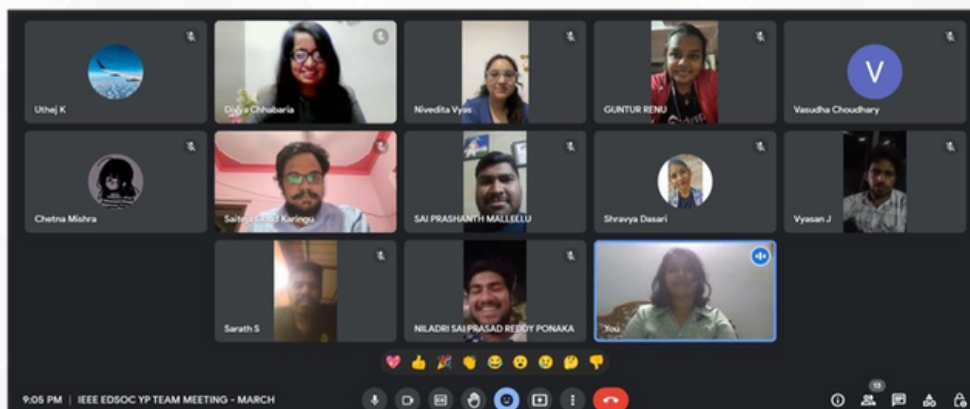 Uthej K
Divya Chhabaria
Nivedita Vyas
GUNTUR RENU
V
Vasudha Choudhary
Chetna Mishra
Karingu
SAI PRASHANTH MALLELLU
Shravya Dasari
Vyasan J
Sarath S
NILADRI SAI PRASAD REDDY PONAKA
You
13
9:05 PM | IEEE EDSOC YP TEAM MEETING - MARCH